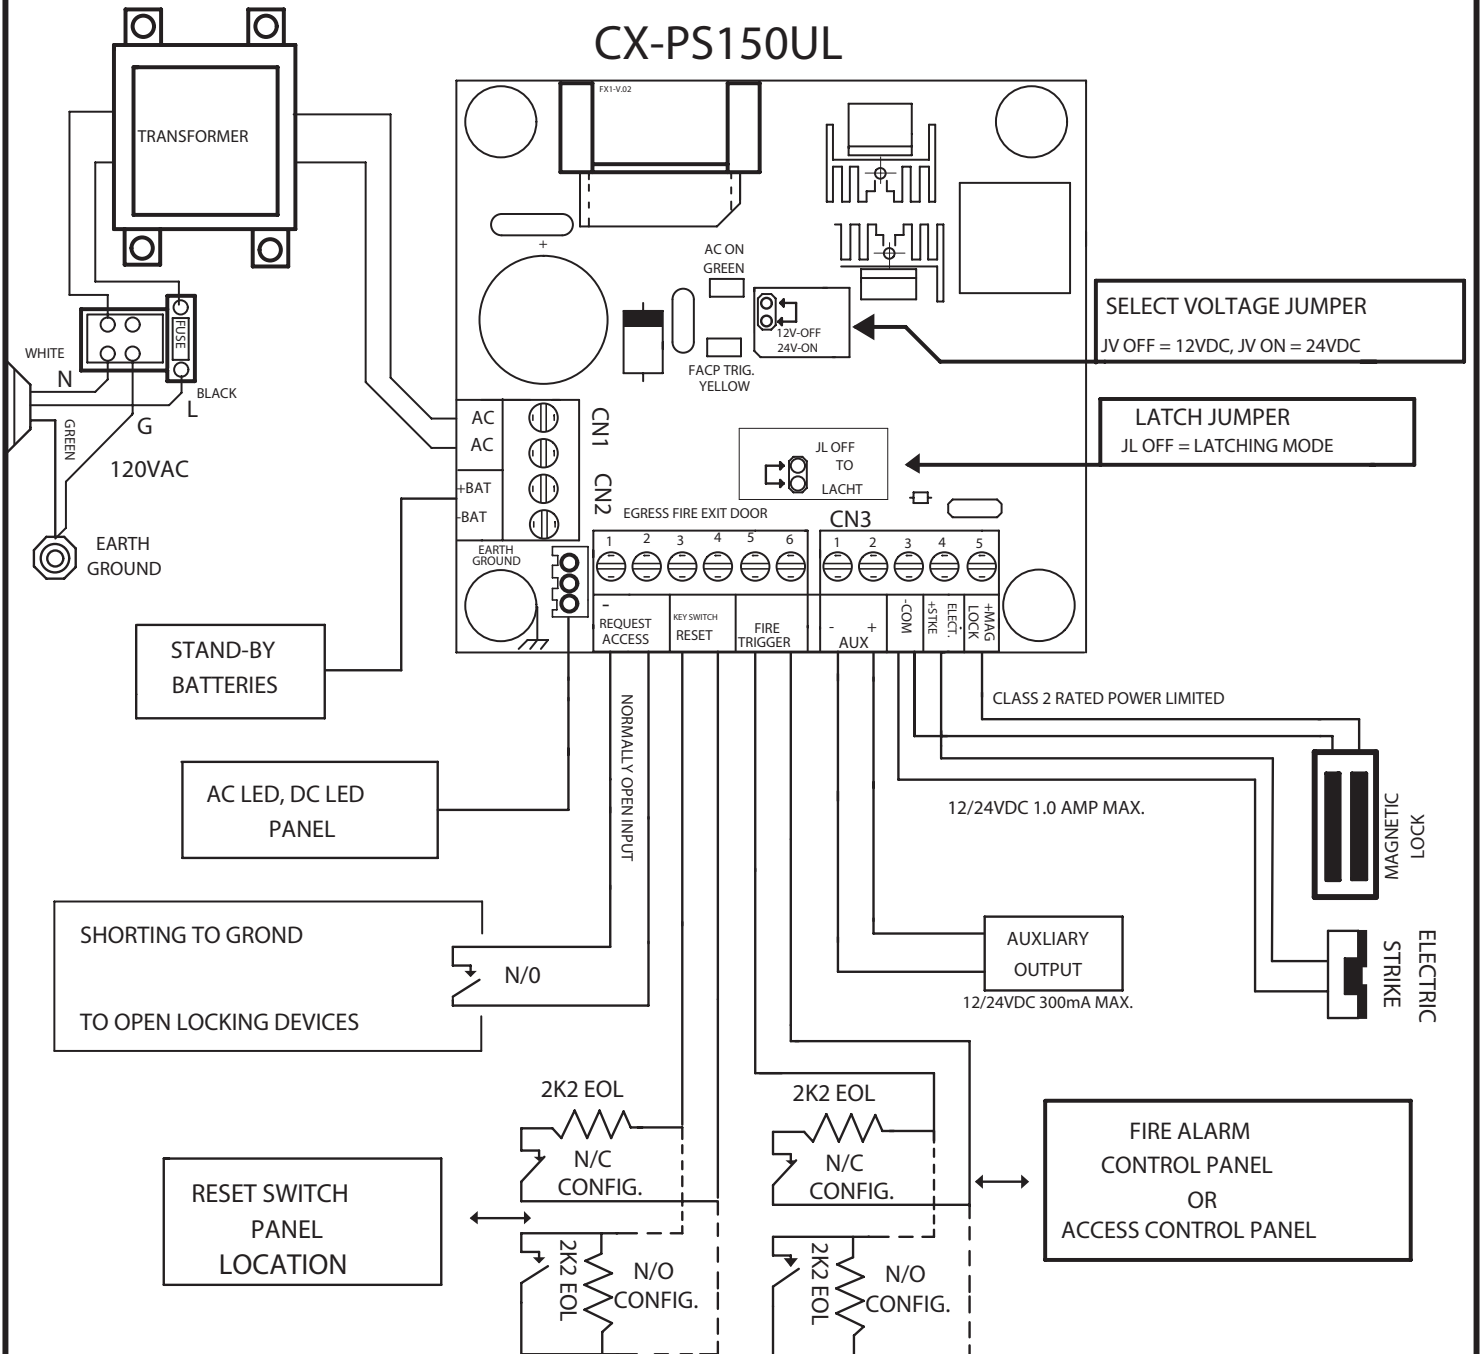 CX-PS150UL
FX1-V.02
TRANSFORMER
+
AC ON
GREEN
12V-OFF
24V-ON
FACP TRIG.
YELLOW
SELECT VOLTAGE JUMPER
JV OFF = 12VDC, JV ON = 24VDC
FUSE
WHITE
N
BLACK
L
G
GREEN
120VAC
EARTH
GROUND
AC
AC
+BAT
-BAT
CN1
CN2
LATCH JUMPER
JL OFF = LATCHING MODE
JL OFF
TO
LACHT
EGRESS FIRE EXIT DOOR
CN3
1 2 3 4 5 6
1 2 3 4 5
EARTH
GROUND
-
REQUEST
ACCESS
KEY SWITCH
RESET
FIRE
TRIGGER
- +
AUX
-COM
+STKE
ELECT.
+MAG
LOCK
STAND-BY
BATTERIES
NORMALLY OPEN INPUT
CLASS 2 RATED POWER LIMITED
AC LED, DC LED
PANEL
12/24VDC 1.0 AMP MAX.
MAGNETIC
LOCK
SHORTING TO GROND
N/0
TO OPEN LOCKING DEVICES
AUXLIARY
OUTPUT
12/24VDC 300mA MAX.
ELECTRIC
STRIKE
2K2 EOL
N/C
CONFIG.
2K2 EOL
N/C
CONFIG.
FIRE ALARM
CONTROL PANEL
OR
ACCESS CONTROL PANEL
RESET SWITCH
PANEL
LOCATION
2K2 EOL
N/O
CONFIG.
2K2 EOL
N/O
CONFIG.